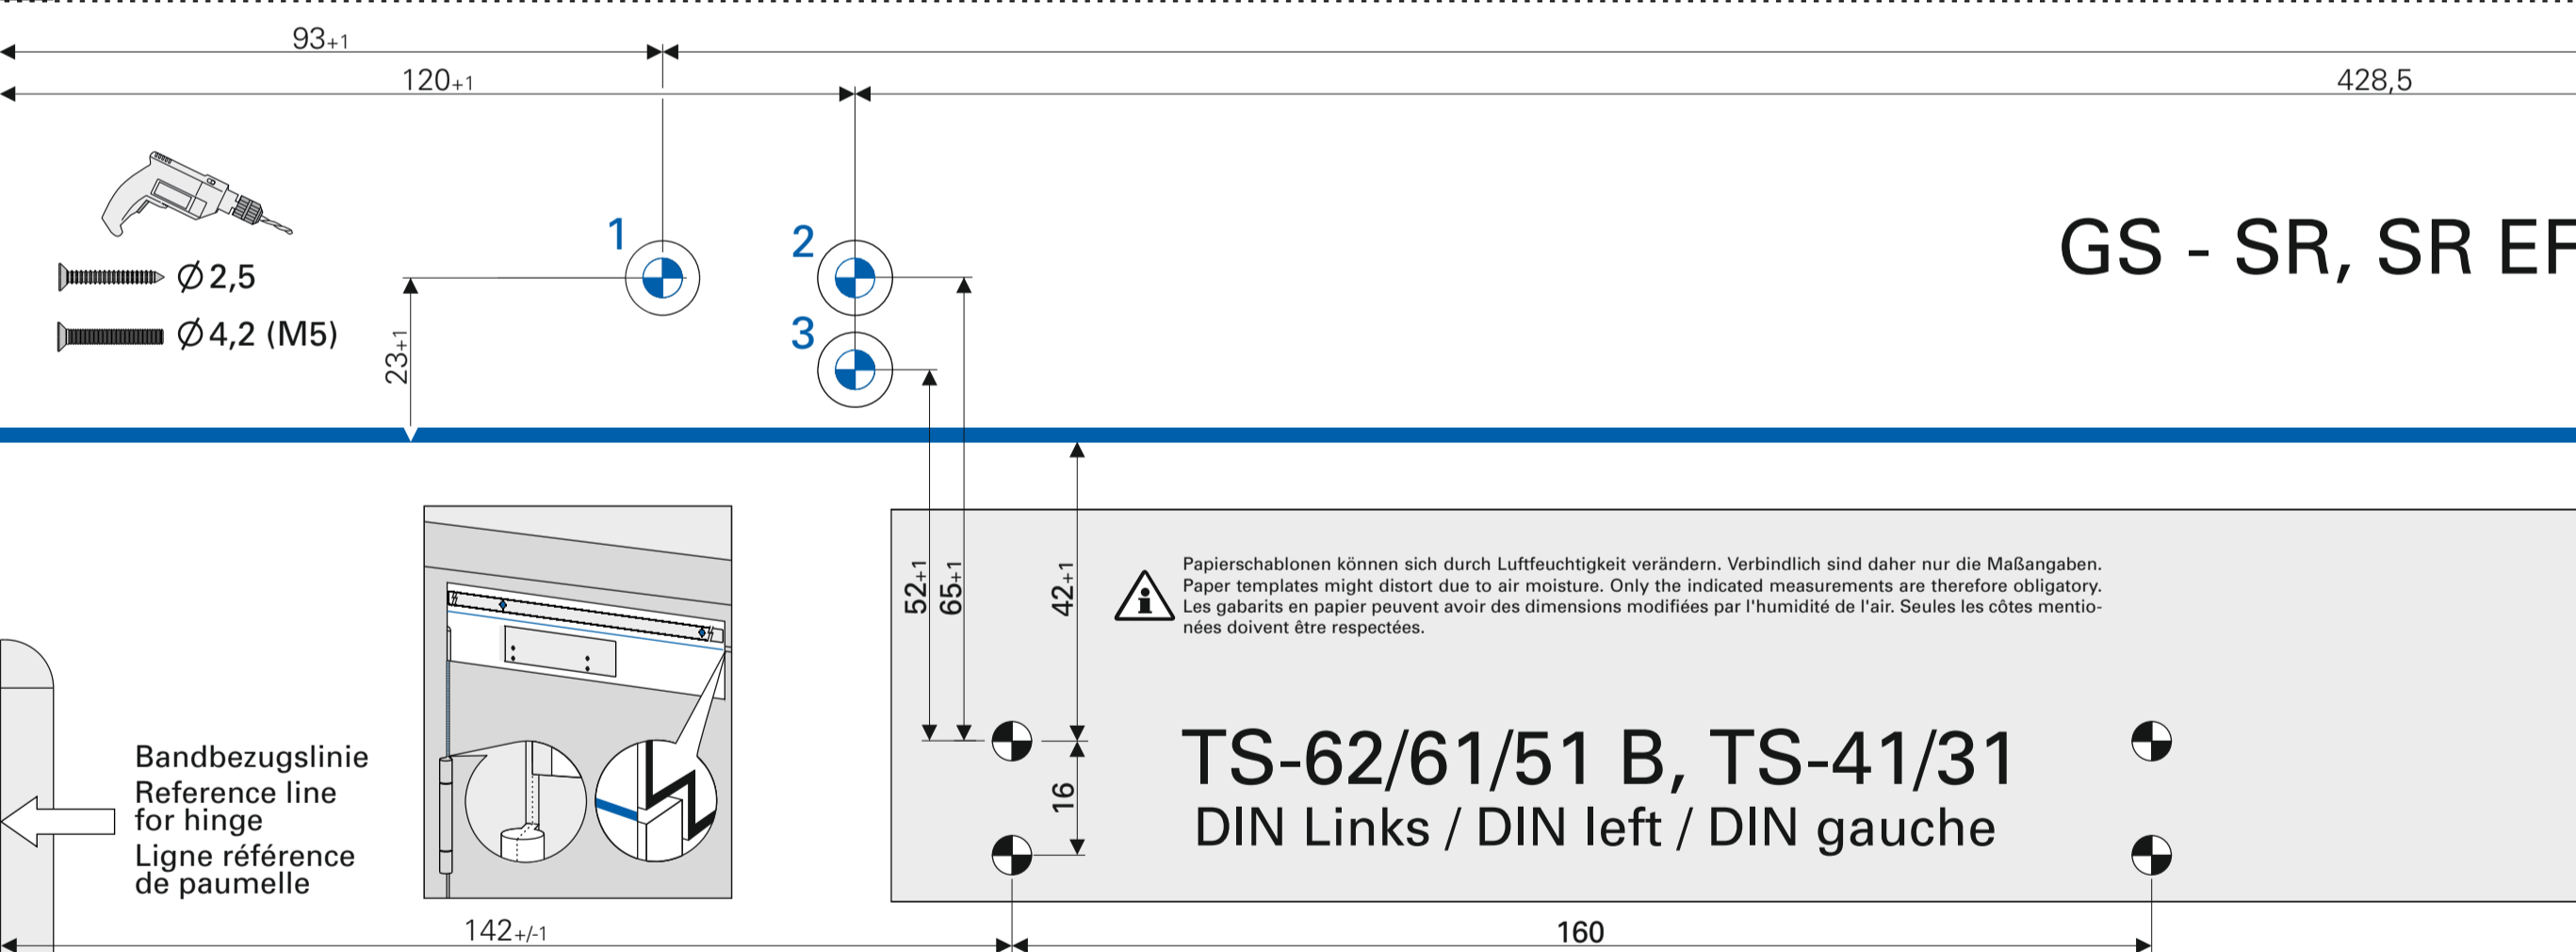 93+1
120+1
428,5
1
2
GS - SR, SR EF
Ø 2,5
3
Ø 4,2 (M5)
23+1
52+1
65+1
42+1
Papierschablonen können sich durch Luftfeuchtigkeit verändern. Verbindlich sind daher nur die Maßangaben.
Paper templates might distort due to air moisture. Only the indicated measurements are therefore obligatory.
Les gabarits en papier peuvent avoir des dimensions modifiées par l'humidité de l'air. Seules les côtes mentio-
nées doivent être respectées.
Bandbezugslinie
Reference line
for hinge
Ligne référence
de paumelle
16
TS-62/61/51 B, TS-41/31
DIN Links / DIN left / DIN gauche
142+/-1
160